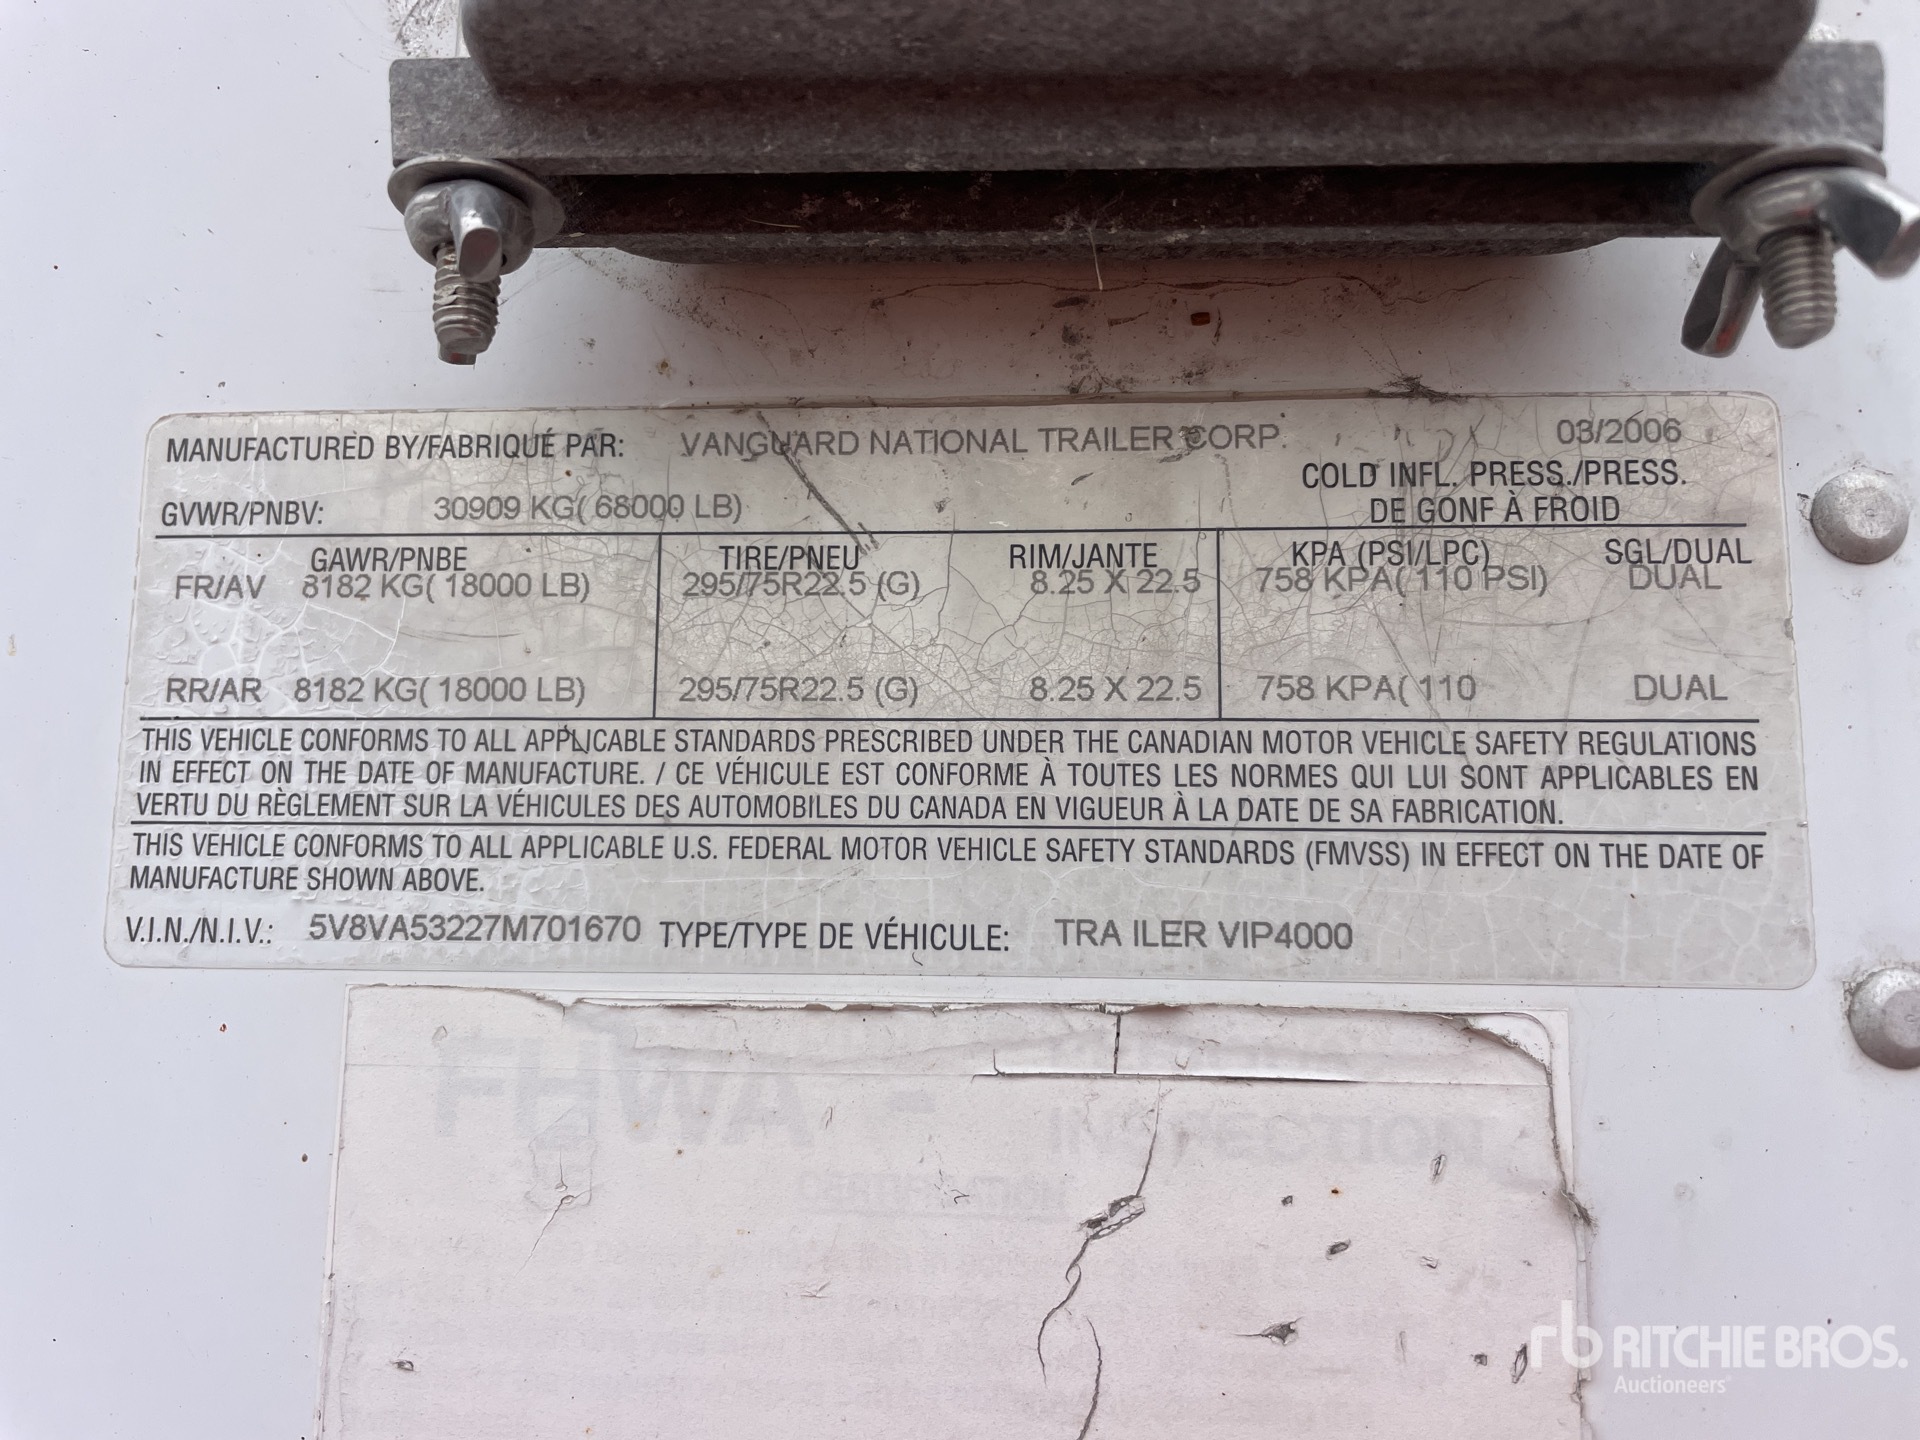 MANUFACTURED BY/FABRIQUÉ PAR: VANGUARD NATIONAL TRAILER CORP. 03/2006
COLD INFL. PRESS./PRESS.
GVWR/PNBV: 30909 KG( 68000 LB) DE GONF À FROID
GAWR/PNBE TIRE/PNEU RIM/JANTE KPA (PSI/LPC) SGL/DUAL
FR/AV 8182 KG( 18000 LB) 295/75R22.5 (G) 8.25 X 22.5 758 KPA( 110 PSI) DUAL
RR/AR 8182 KG( 18000 LB) 295/75R22.5 (G) 8.25 X 22.5 758 KPA( 110 DUAL
THIS VEHICLE CONFORMS TO ALL APPLICABLE STANDARDS PRESCRIBED UNDER THE CANADIAN MOTOR VEHICLE SAFETY REGULATIONS
IN EFFECT ON THE DATE OF MANUFACTURE. / CE VÉHICULE EST CONFORME À TOUTES LES NORMES QUI LUI SONT APPLICABLES EN
VERTU DU RÈGLEMENT SUR LA VÉHICULES DES AUTOMOBILES DU CANADA EN VIGUEUR À LA DATE DE SA FABRICATION.
THIS VEHICLE CONFORMS TO ALL APPLICABLE U.S. FEDERAL MOTOR VEHICLE SAFETY STANDARDS (FMVSS) IN EFFECT ON THE DATE OF
MANUFACTURE SHOWN ABOVE.
V.I.N./N.I.V.: 5V8VA53227M701670 TYPE/TYPE DE VÉHICULE: TRA ILER VIP4000
FHWA - INSPECTION
rb RITCHIE BROS.
Auctioneers